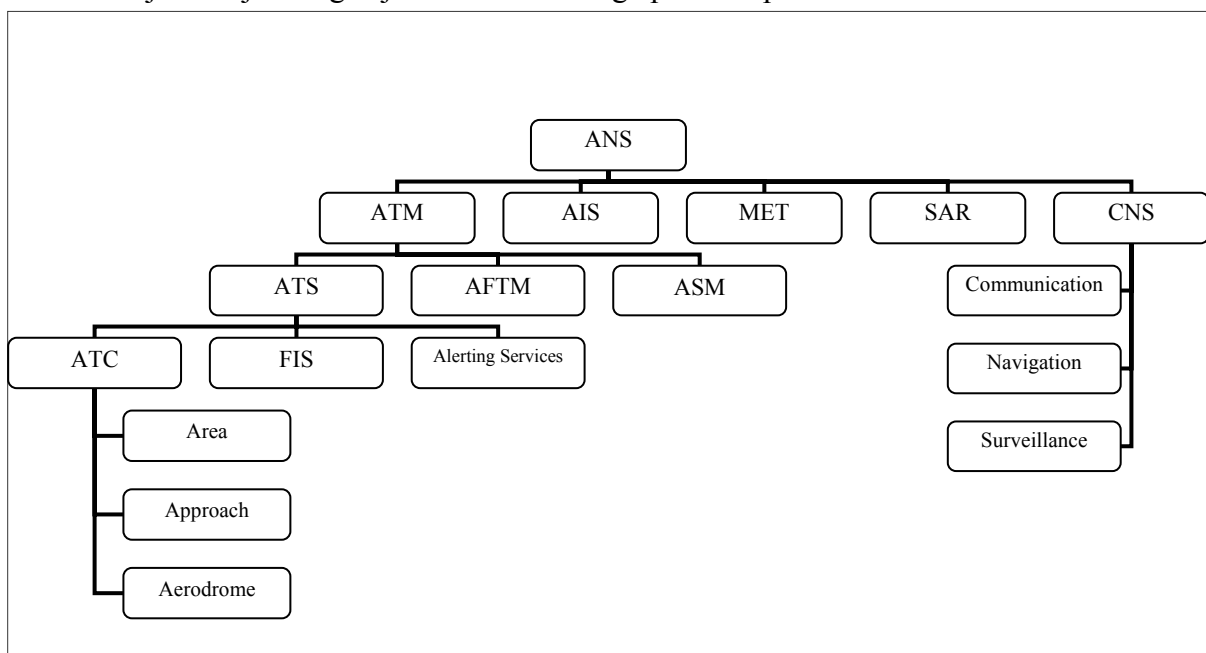 ANS
ATM
AIS
MET
SAR
CNS
ATS
AFTM
ASM
Communication
ATC
FIS
Alerting Services
Navigation
Area
Surveillance
Approach
Aerodrome